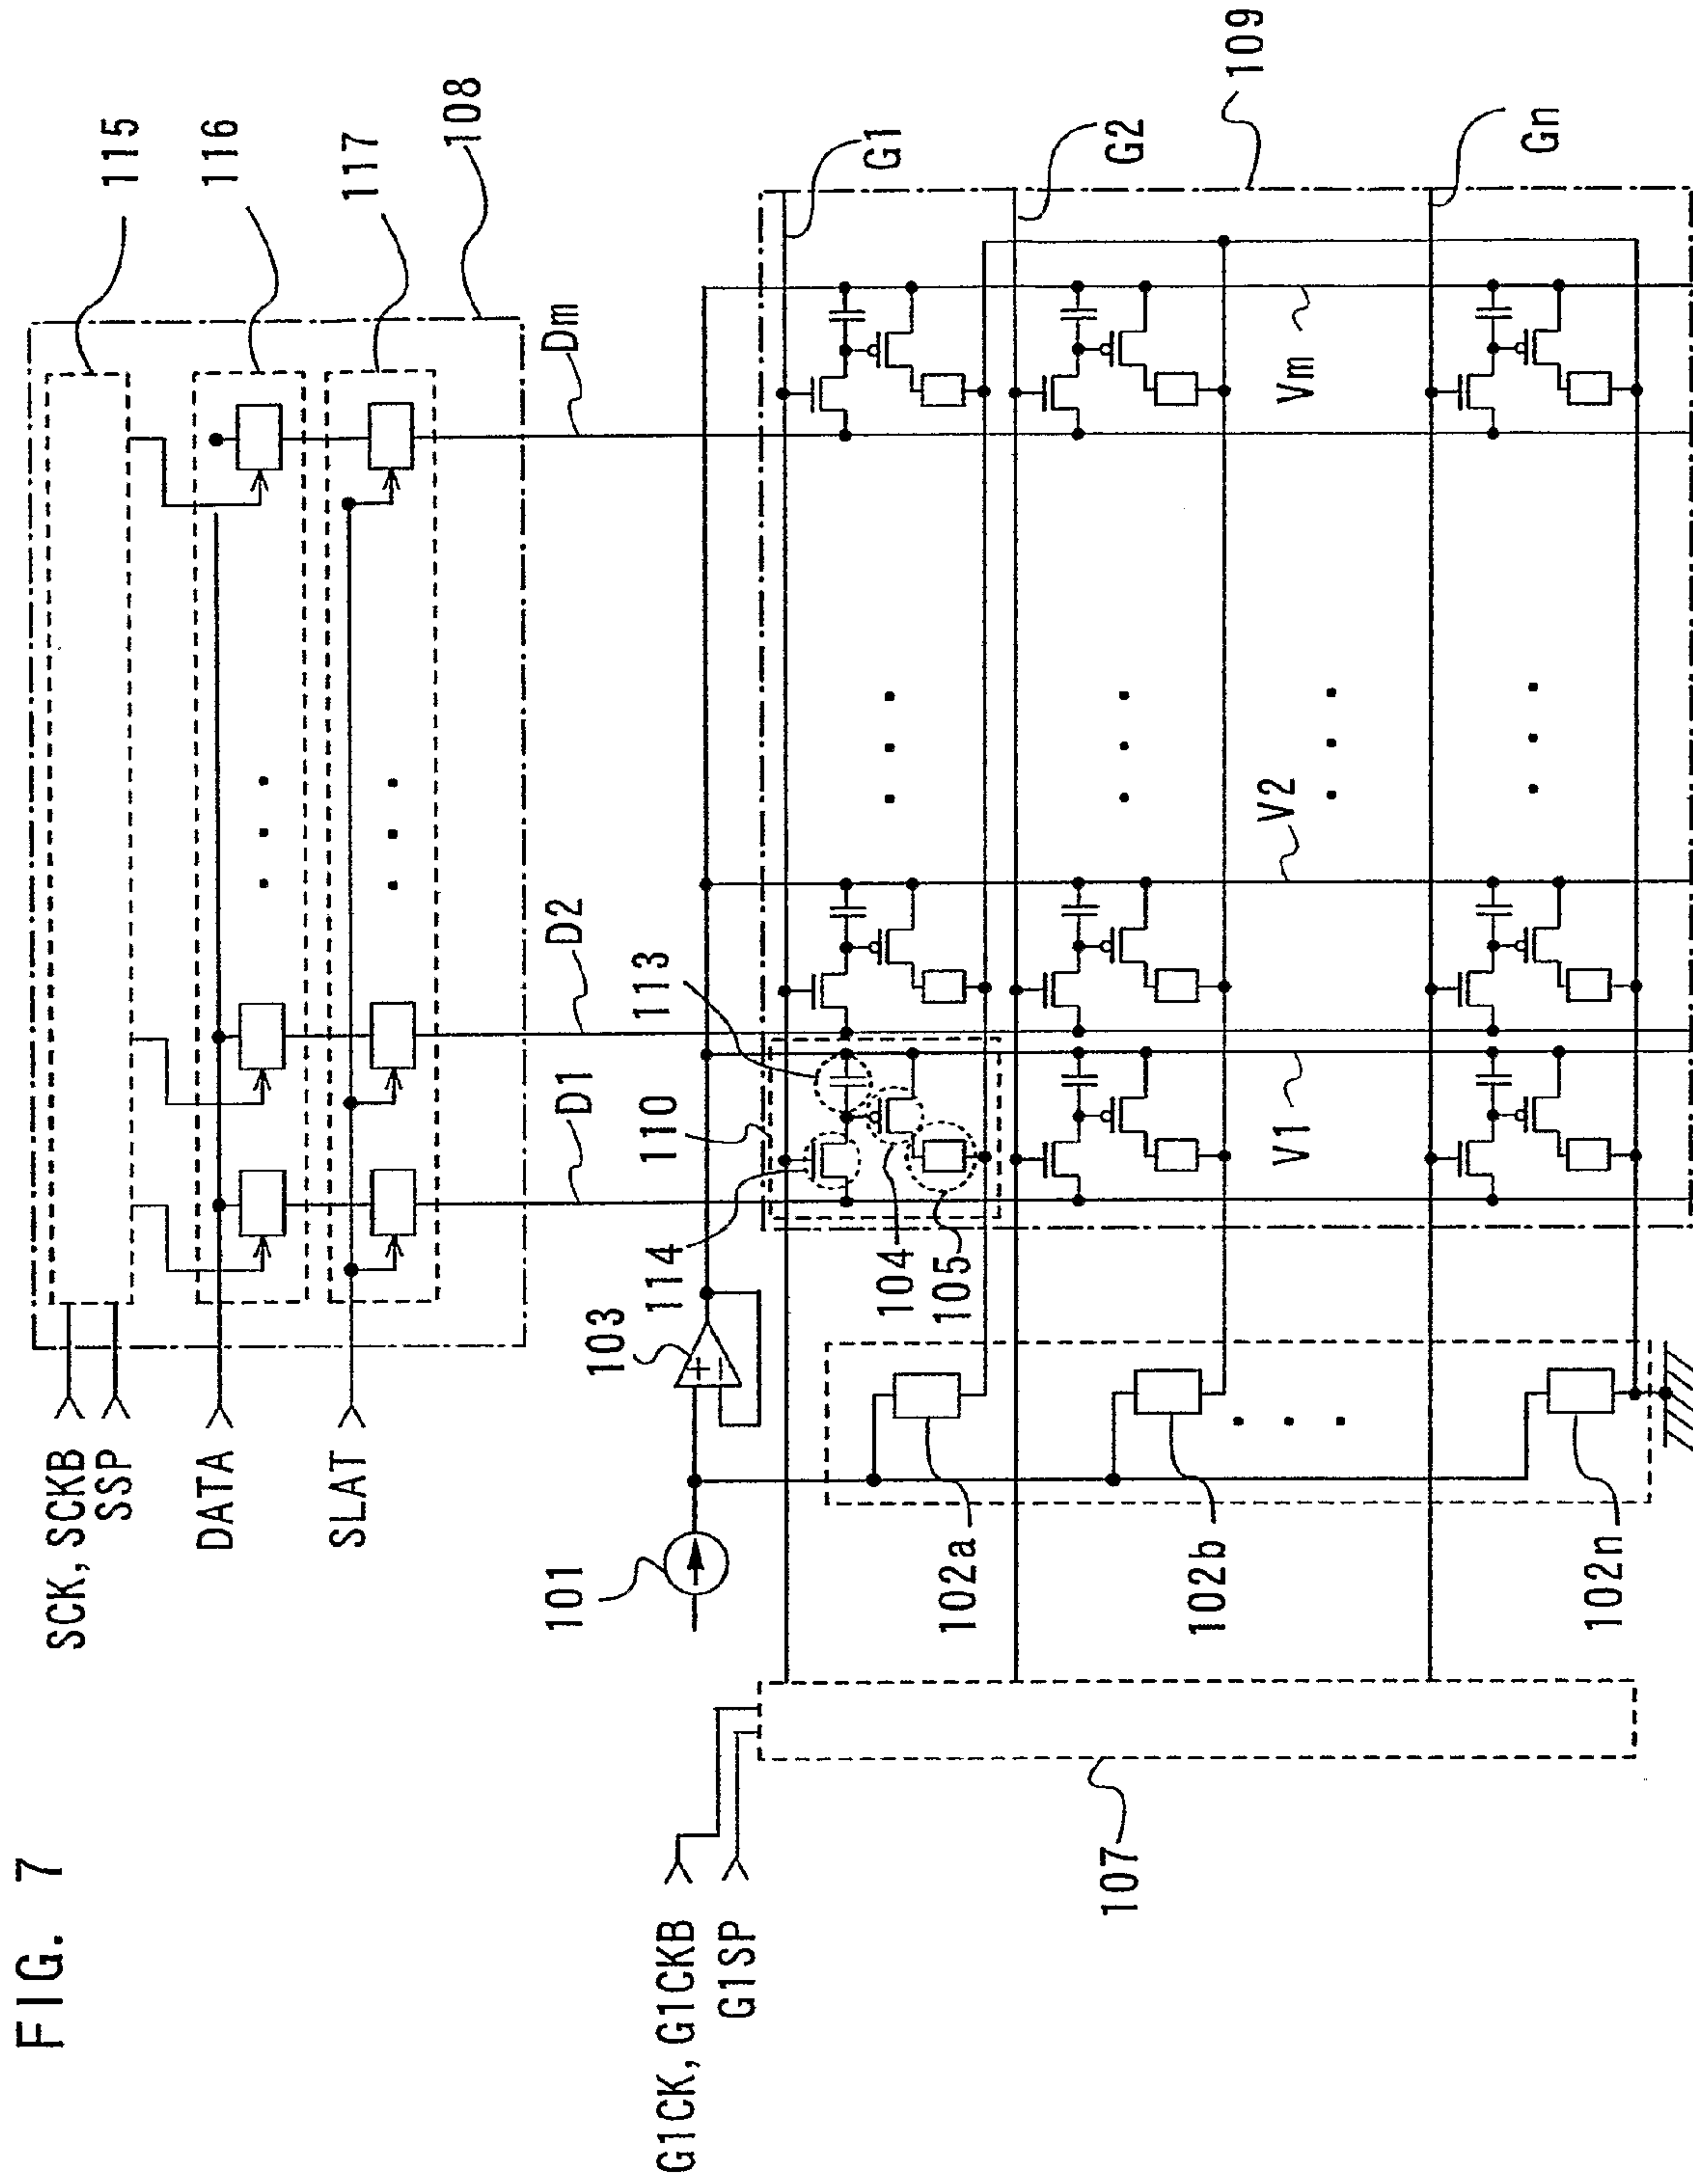 FIG. 7
SCK, SCKB
SSP
DATA
SLAT
115
116
117
108
Dm
D2
D1
101
103
114
110
113
104
105
G1
G2
109
Gn
Vm
V2
V1
102a
102b
102n
G1CK, G1CKB
G1SP
107